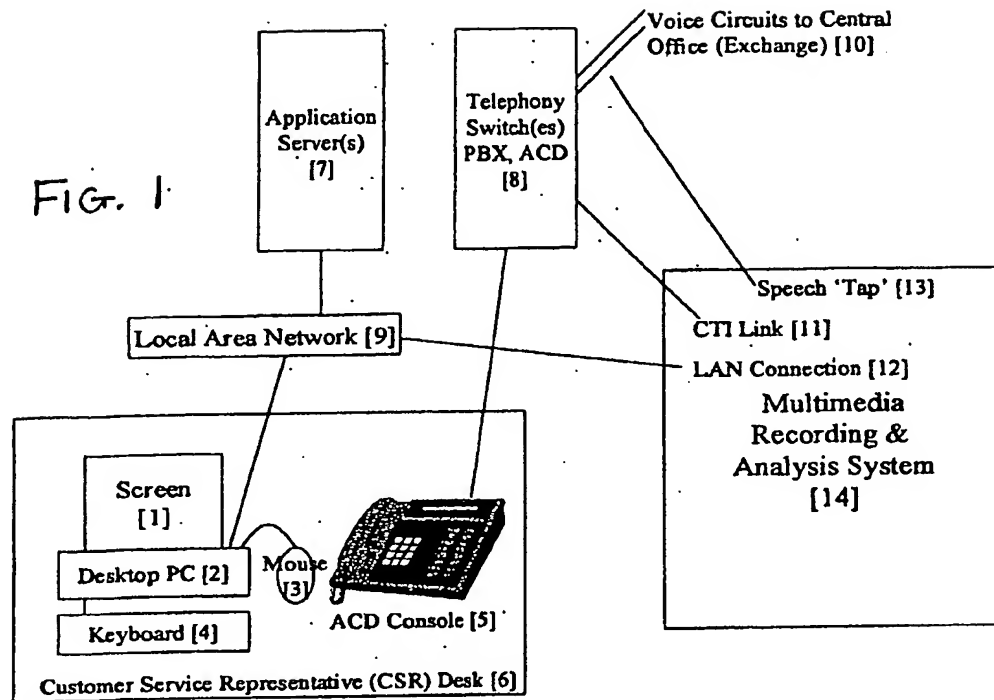 Voice Circuits to Central
Office (Exchange) [10]
Application
Server(s)
[7]
Telephony
Switch(es)
PBX, ACD
[8]
FIG. 1
Speech 'Tap' [13]
CTI Link [11]
Local Area Network [9]
LAN Connection [12]
Multimedia
Recording &
Analysis System
[14]
Screen
[1]
Desktop PC [2]
Mouse
[3]
Keyboard [4]
ACD Console [5]
Customer Service Representative (CSR) Desk [6]